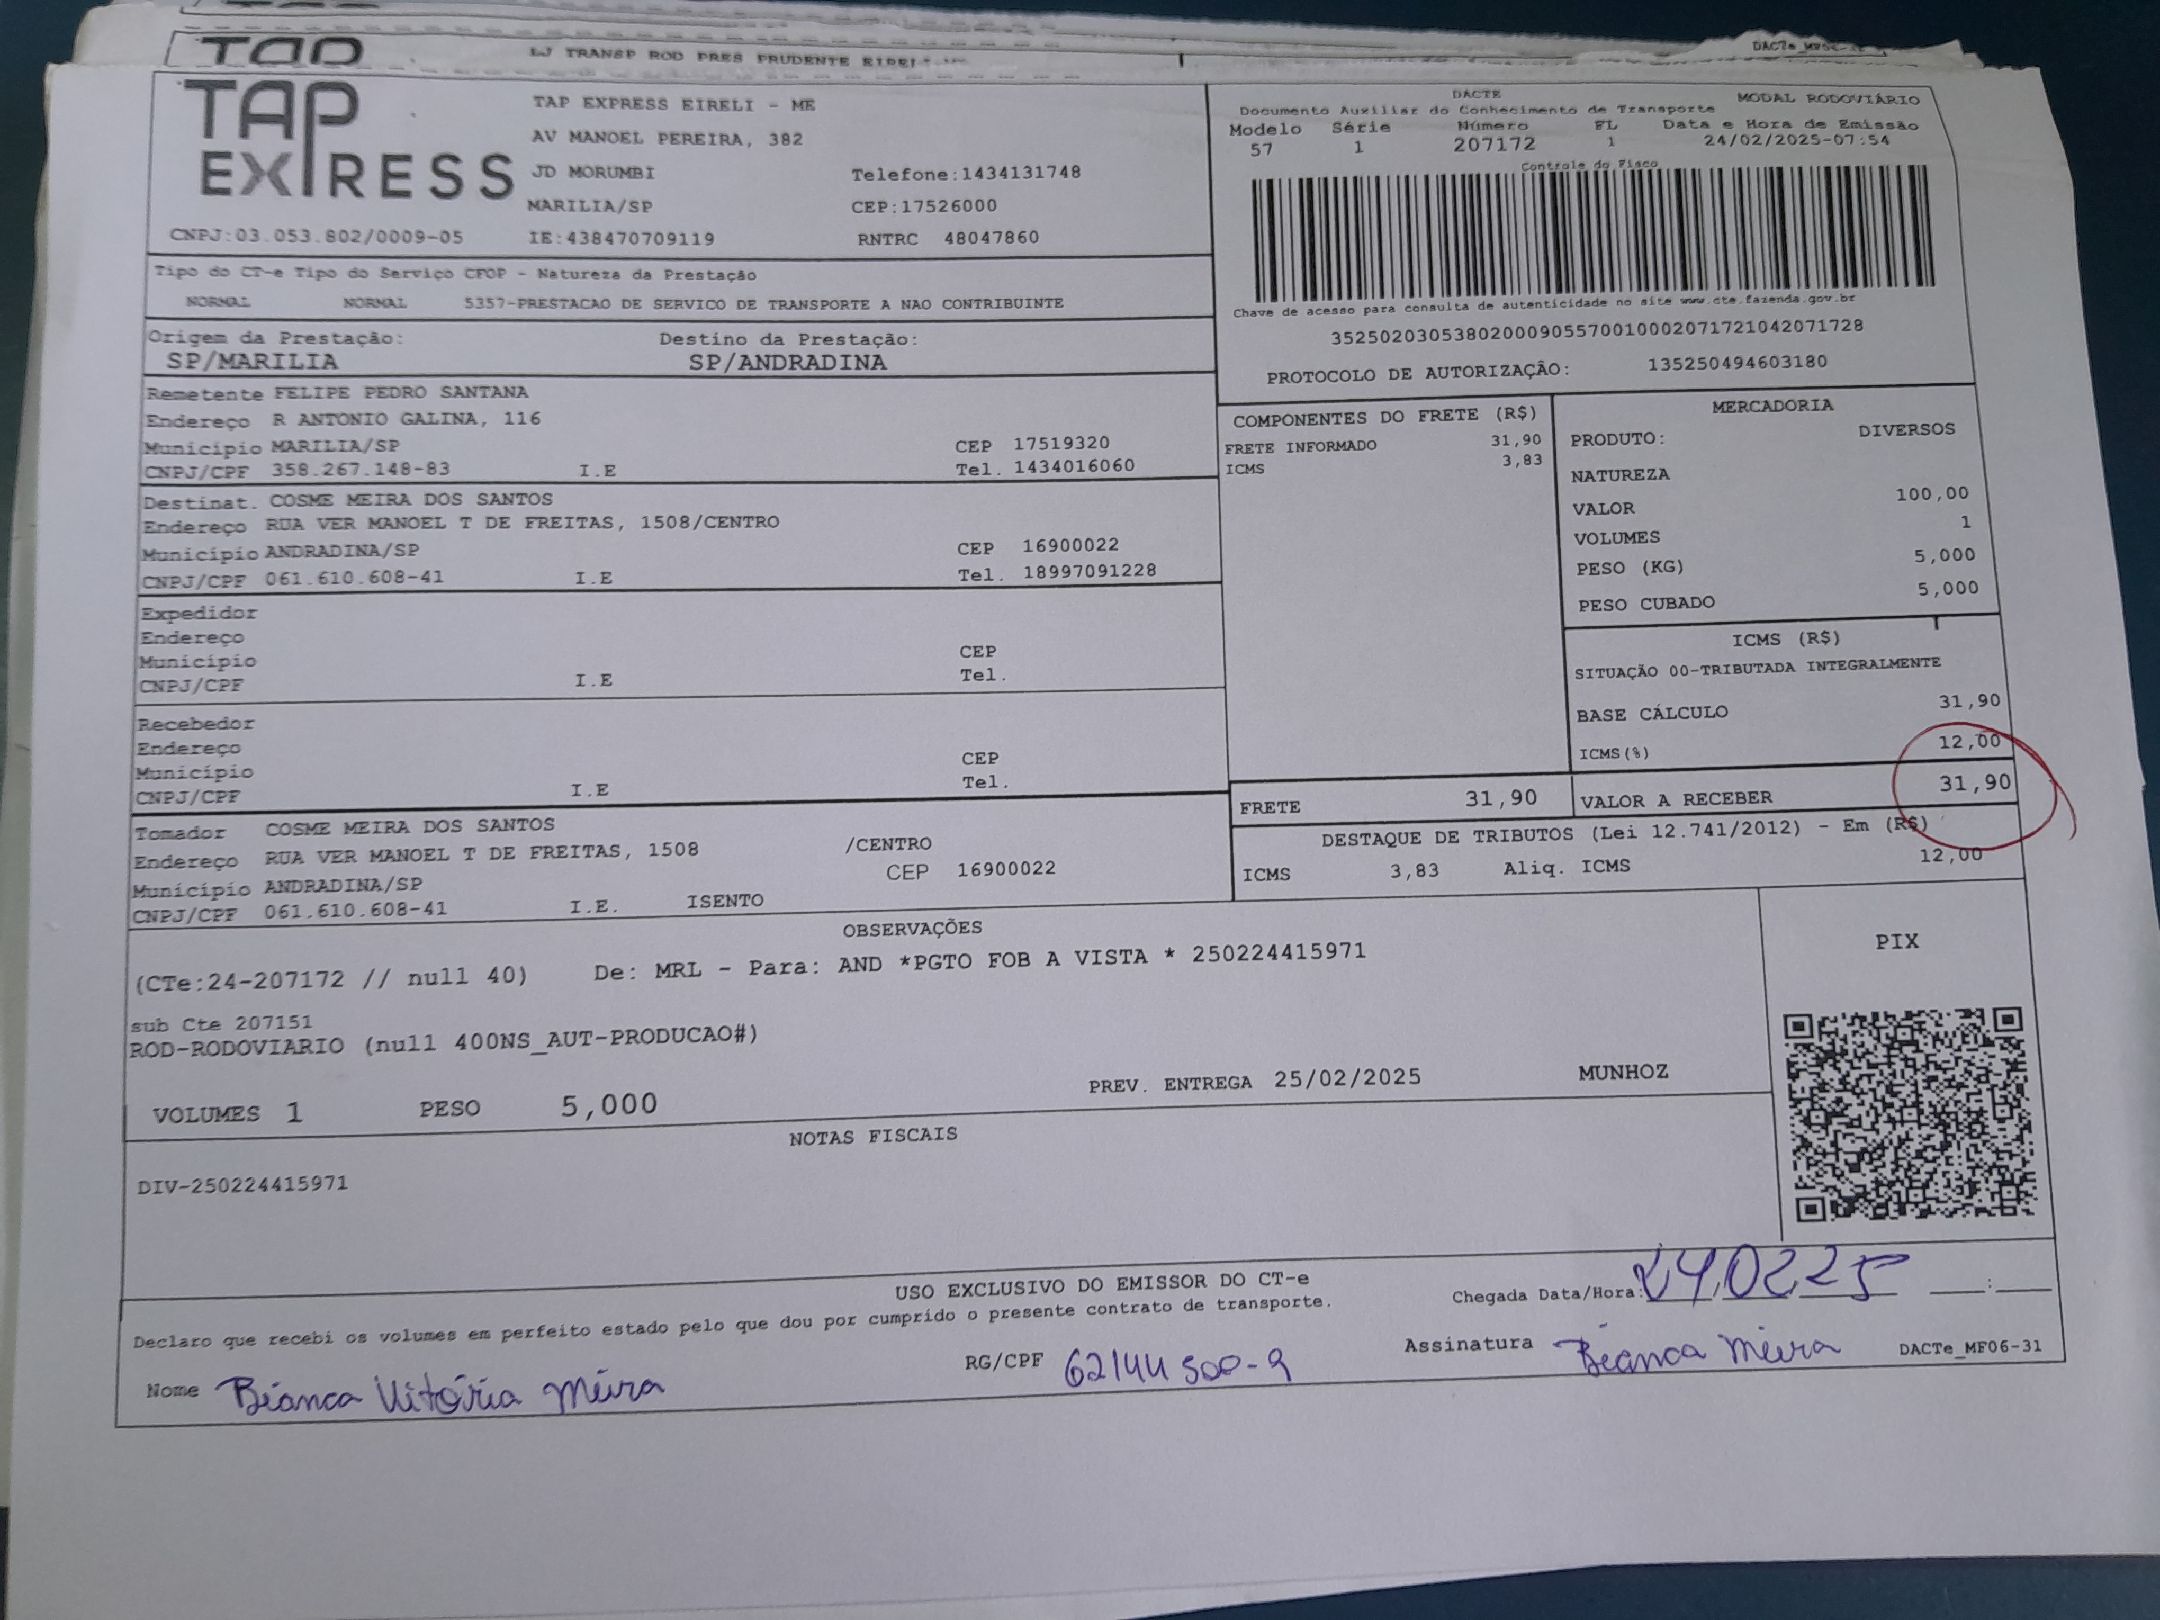 TAP
LJ TRANSP ROD PRES PRUDENTE EIRELI
TAP EXPRESS
TAP EXPRESS EIRELI - ME
AV MANOEL PEREIRA, 382
JD MORUMBI Telefone:1434131748
MARILIA/SP CEP:17526000
CNPJ:03.053.802/0009-05 IE:438470709119 RNTRC 48047860
DACTE MODAL RODOVIÁRIO
Documento Auxiliar do Conhecimento de Transporte
Modelo Série Número FL Data e Hora de Emissão
57 1 207172 1 24/02/2025-07:54
Controle do Fisco
Chave de acesso para consulta de autenticidade no site www.cte.fazenda.gov.br
35250203053802000905570010002071721042071728
PROTOCOLO DE AUTORIZAÇÃO: 135250494603180
Tipo do CT-e Tipo do Serviço CFOP - Natureza da Prestação
NORMAL NORMAL 5357-PRESTACAO DE SERVICO DE TRANSPORTE A NAO CONTRIBUINTE
Origem da Prestação: Destino da Prestação:
SP/MARILIA SP/ANDRADINA
Remetente FELIPE PEDRO SANTANA
Endereço R ANTONIO GALINA, 116
Município MARILIA/SP CEP 17519320
CNPJ/CPF 358.267.148-83 I.E Tel. 1434016060
Destinat. COSME MEIRA DOS SANTOS
Endereço RUA VER MANOEL T DE FREITAS, 1508/CENTRO
Município ANDRADINA/SP CEP 16900022
CNPJ/CPF 061.610.608-41 I.E Tel. 18997091228
Expedidor
Endereço
Município CEP
CNPJ/CPF I.E Tel.
Recebedor
Endereço
Município CEP
CNPJ/CPF I.E Tel.
Tomador COSME MEIRA DOS SANTOS
Endereço RUA VER MANOEL T DE FREITAS, 1508 /CENTRO
Município ANDRADINA/SP CEP 16900022
CNPJ/CPF 061.610.608-41 I.E. ISENTO
COMPONENTES DO FRETE (R$)
FRETE INFORMADO 31,90
ICMS 3,83
MERCADORIA
PRODUTO: DIVERSOS
NATUREZA
VALOR 100,00
VOLUMES 1
PESO (KG) 5,000
PESO CUBADO 5,000
ICMS (R$)
SITUAÇÃO 00-TRIBUTADA INTEGRALMENTE
BASE CÁLCULO 31,90
ICMS(%) 12,00
FRETE 31,90 VALOR A RECEBER 31,90
DESTAQUE DE TRIBUTOS (Lei 12.741/2012) - Em (R$)
ICMS 3,83 Aliq. ICMS 12,00
OBSERVAÇÕES
(CTe:24-207172 // null 40) De: MRL - Para: AND *PGTO FOB A VISTA * 250224415971
sub Cte 207151
ROD-RODOVIARIO (null 400NS_AUT-PRODUCAO#)
PREV. ENTREGA 25/02/2025 MUNHOZ
VOLUMES 1 PESO 5,000
PIX
NOTAS FISCAIS
DIV-250224415971
USO EXCLUSIVO DO EMISSOR DO CT-e
Declaro que recebi os volumes em perfeito estado pelo que dou por cumprido o presente contrato de transporte.
Chegada Data/Hora: 240225 __:__
Nome Bianca Vitória Meira RG/CPF 62144500-9 Assinatura Bianca Meira DACTe_MF06-31